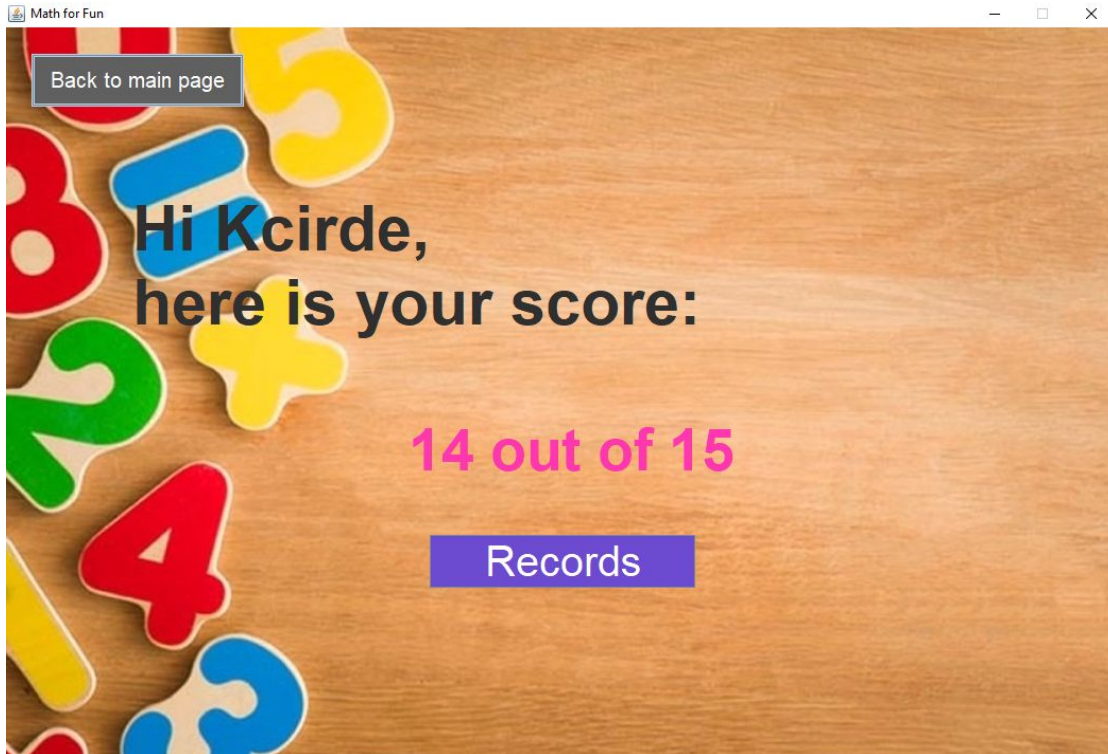 Math for Fun
Back to main page
Hi Kcirde,
here is your score:
14 out of 15
Records